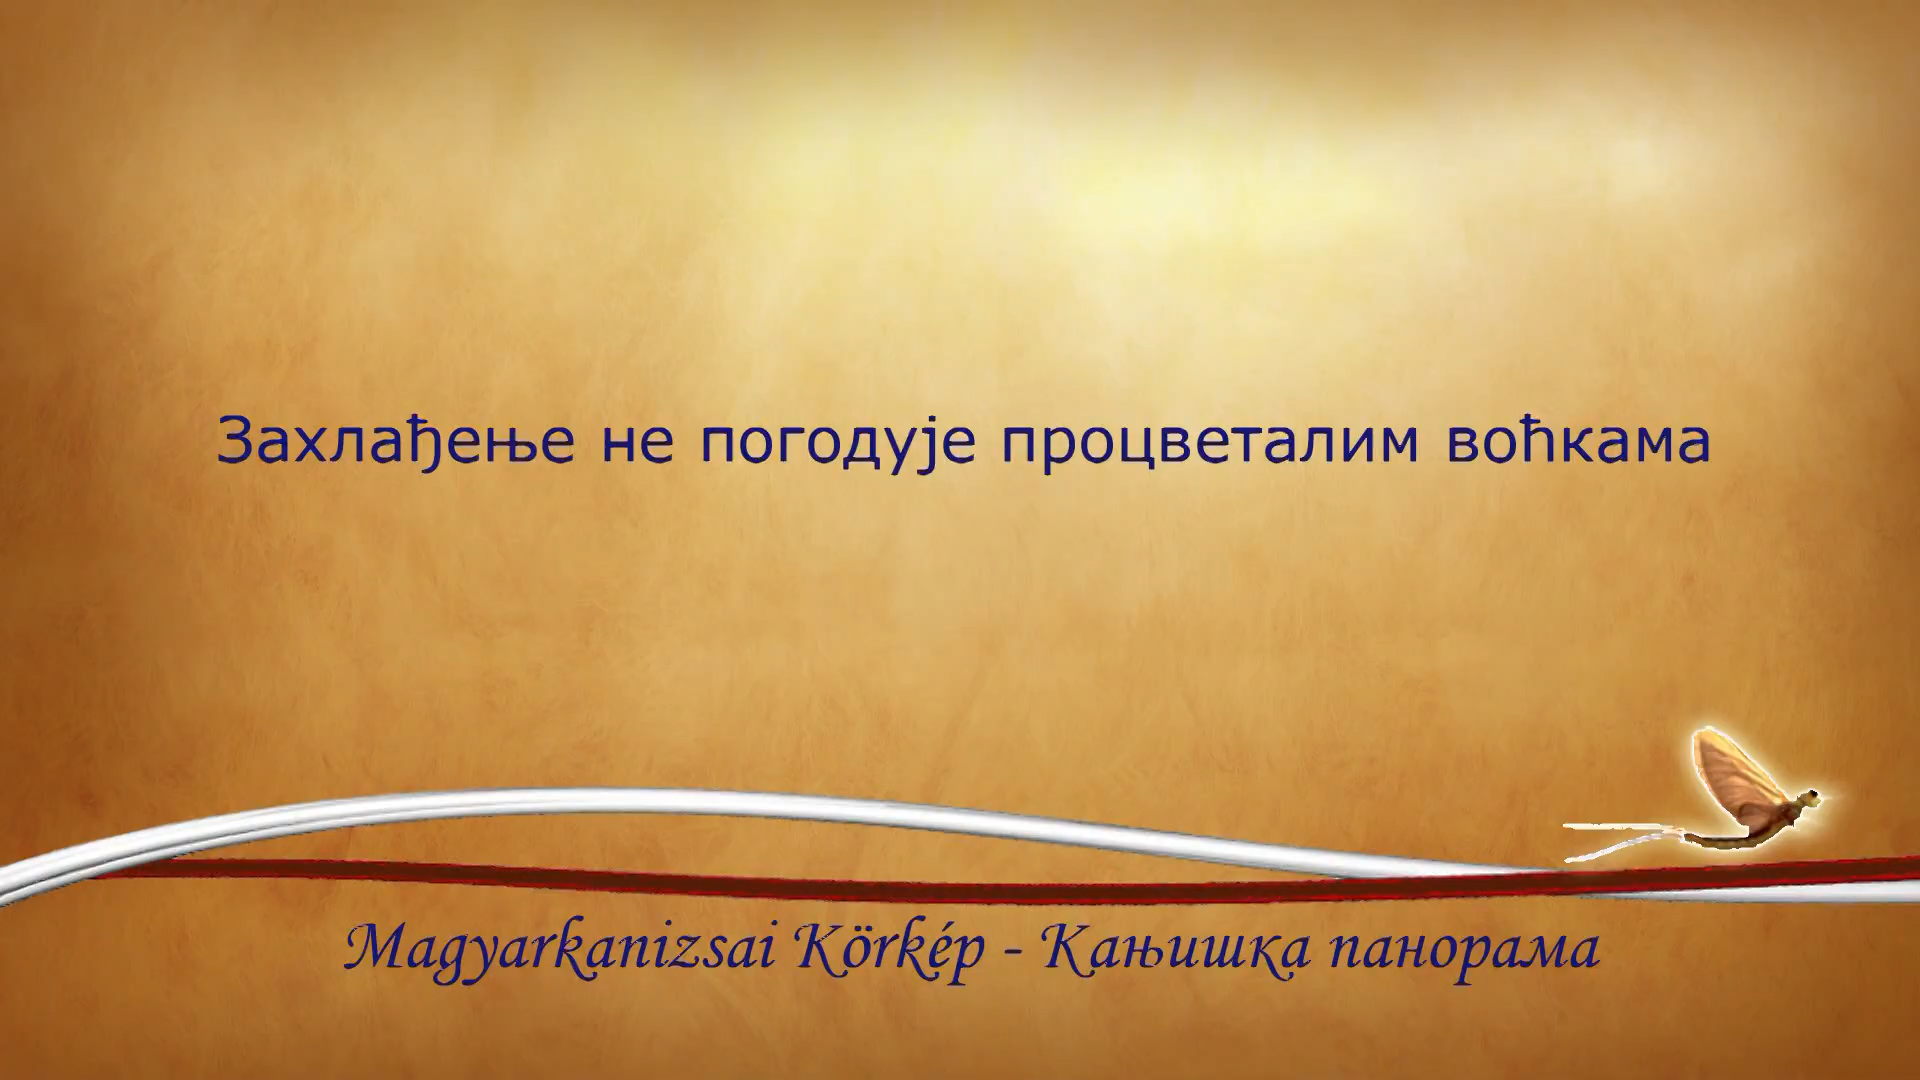 Захлађење не погодује процветалим воћкама
Magyarkanizsai Körkép - Кањишка панорама